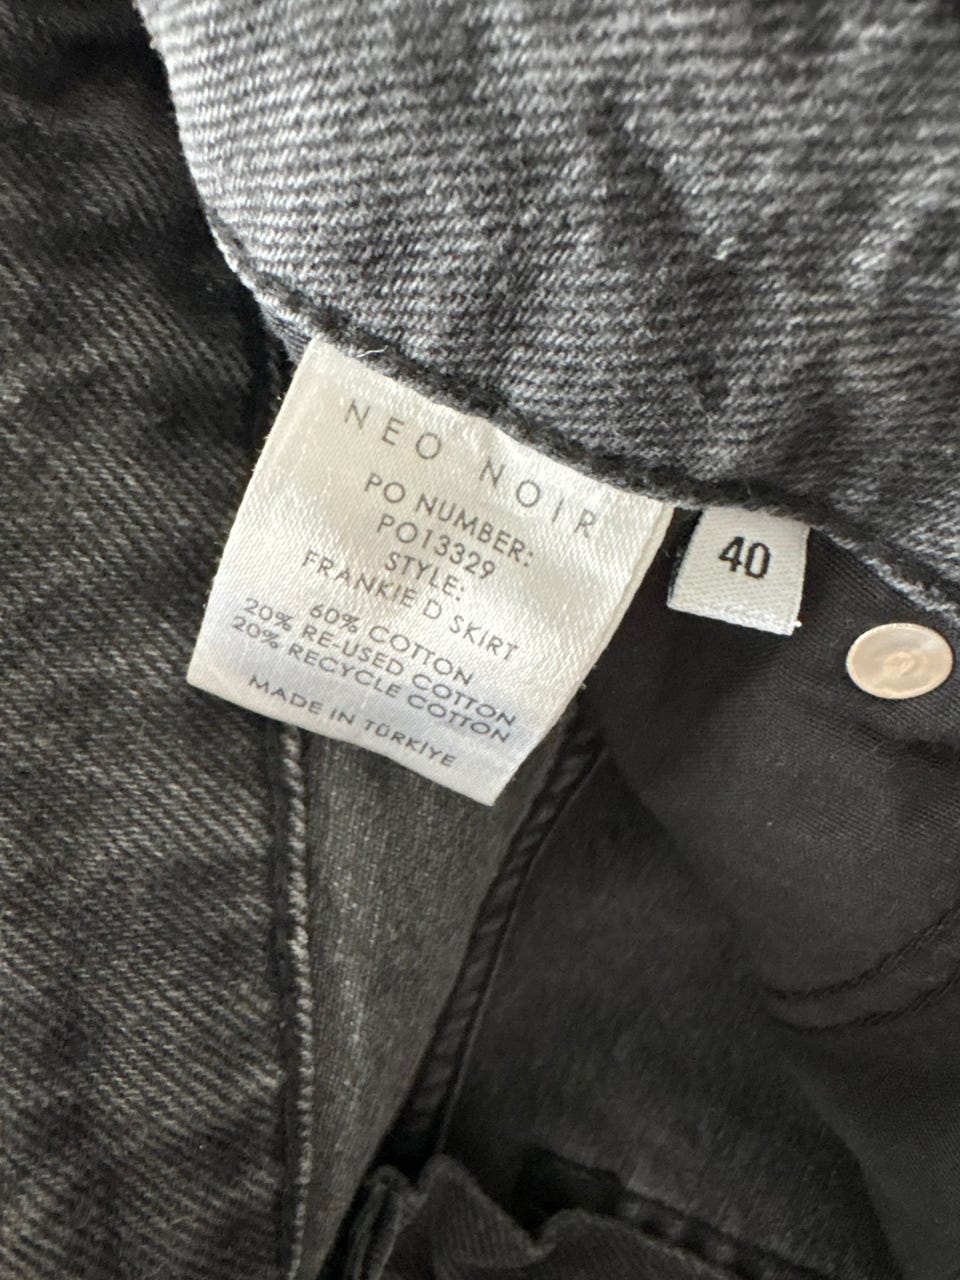 NEO NOIR
PO NUMBER:
PO13329
STYLE:
FRANKIE D SKIRT
60% COTTON
20% RE-USED COTTON
20% RECYCLE COTTON
MADE IN TÜRKİYE
40